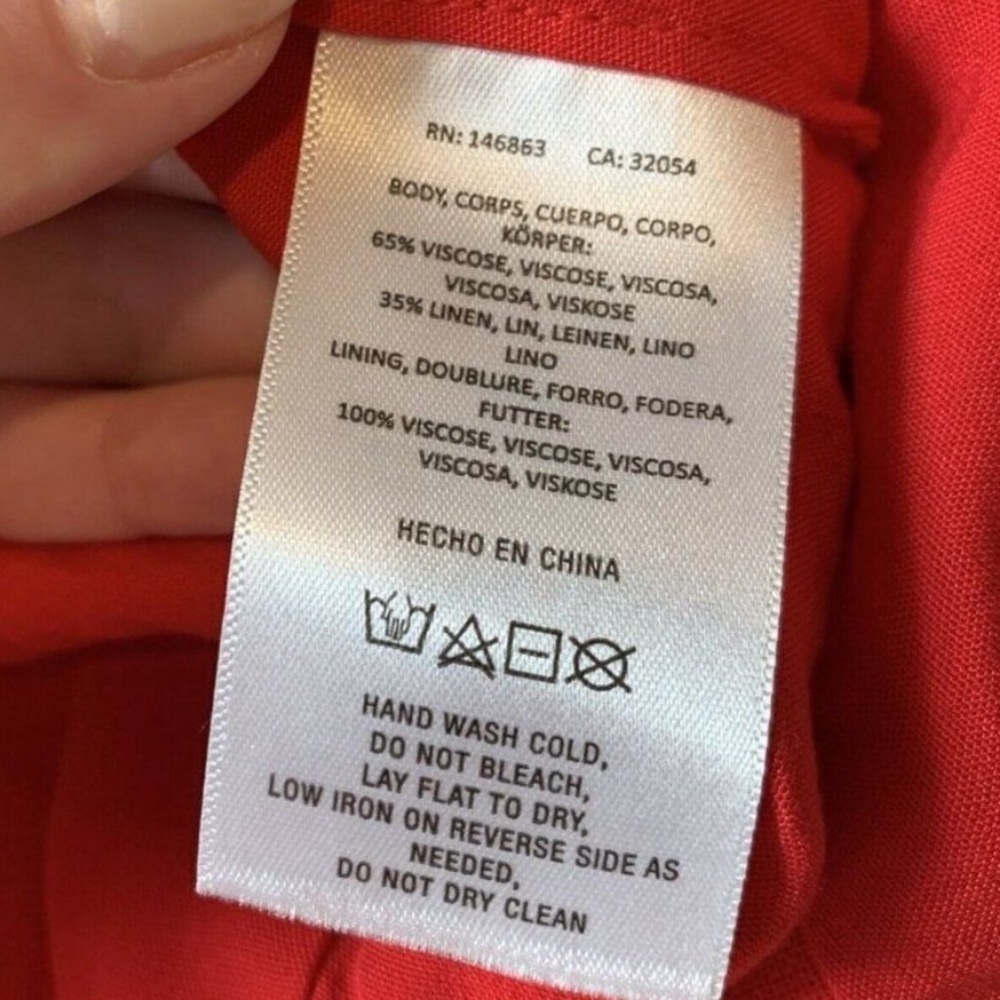 RN: 146863 CA: 32054
BODY, CORPS, CUERPO, CORPO,
KÖRPER:
65% VISCOSE, VISCOSE, VISCOSA,
VISCOSA, VISKOSE
35% LINEN, LIN, LEINEN, LINO
LINO
LINING, DOUBLURE, FORRO, FODERA,
FUTTER:
100% VISCOSE, VISCOSE, VISCOSA,
VISCOSA, VISKOSE
HECHO EN CHINA
HAND WASH COLD,
DO NOT BLEACH,
LAY FLAT TO DRY,
LOW IRON ON REVERSE SIDE AS
NEEDED,
DO NOT DRY CLEAN